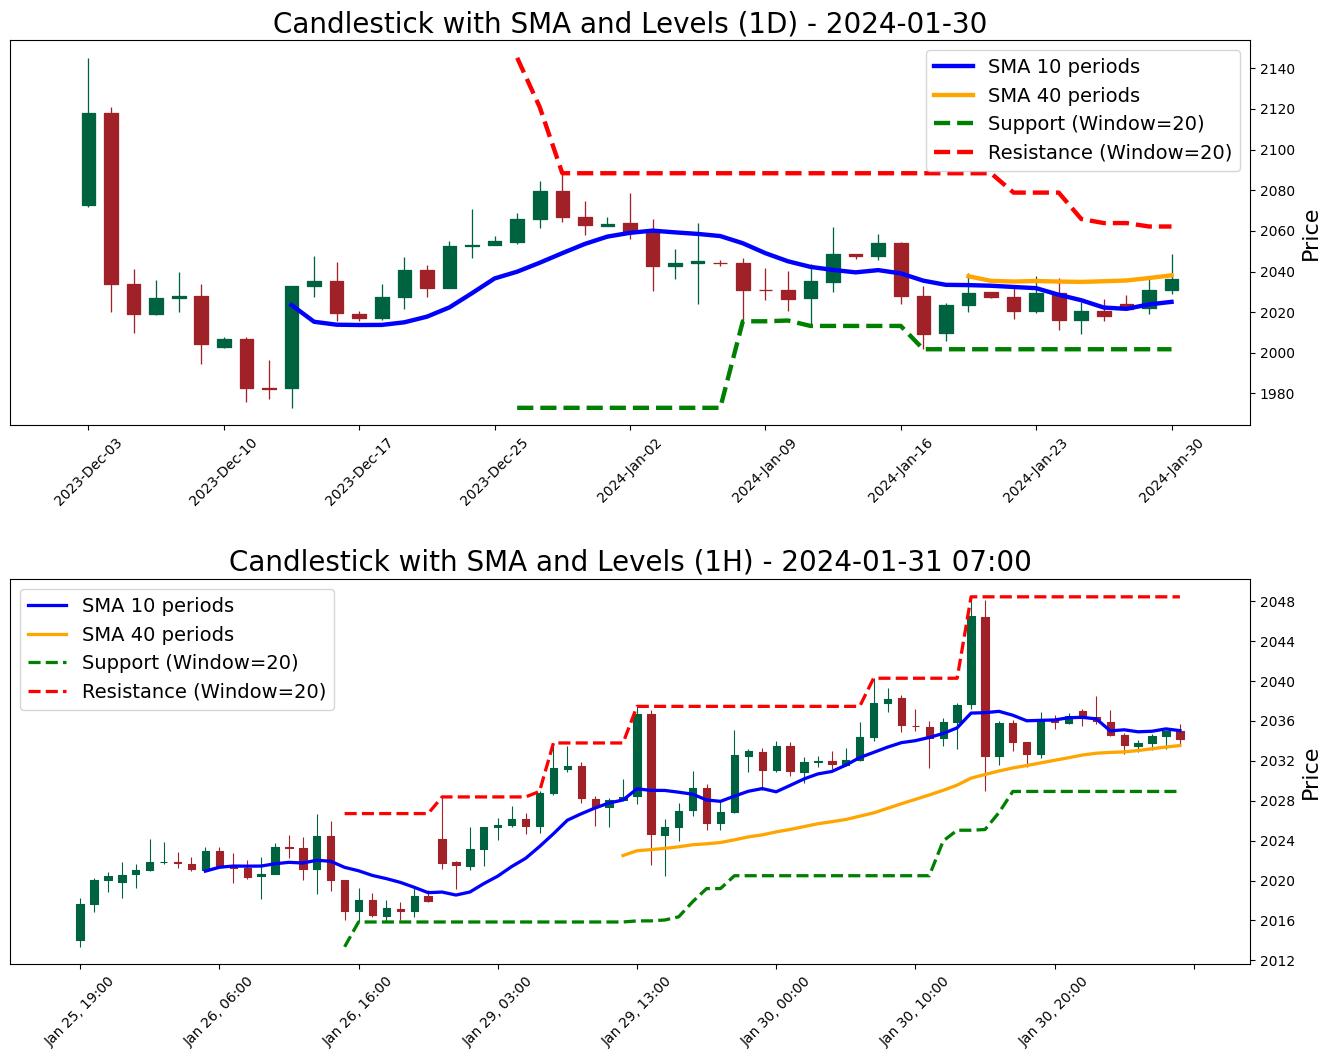 Candlestick with SMA and Levels (1D) - 2024-01-30
SMA 10 periods
SMA 40 periods
Support (Window=20)
Resistance (Window=20)
2140
2120
2100
2080
2060
2040
2020
2000
1980
Price
2023-Dec-03
2023-Dec-10
2023-Dec-17
2023-Dec-25
2024-Jan-02
2024-Jan-09
2024-Jan-16
2024-Jan-23
2024-Jan-30
Candlestick with SMA and Levels (1H) - 2024-01-31 07:00
SMA 10 periods
SMA 40 periods
Support (Window=20)
Resistance (Window=20)
2048
2044
2040
2036
2032
2028
2024
2020
2016
2012
Price
Jan 25, 19:00
Jan 26, 06:00
Jan 26, 16:00
Jan 29, 03:00
Jan 29, 13:00
Jan 30, 00:00
Jan 30, 10:00
Jan 30, 20:00